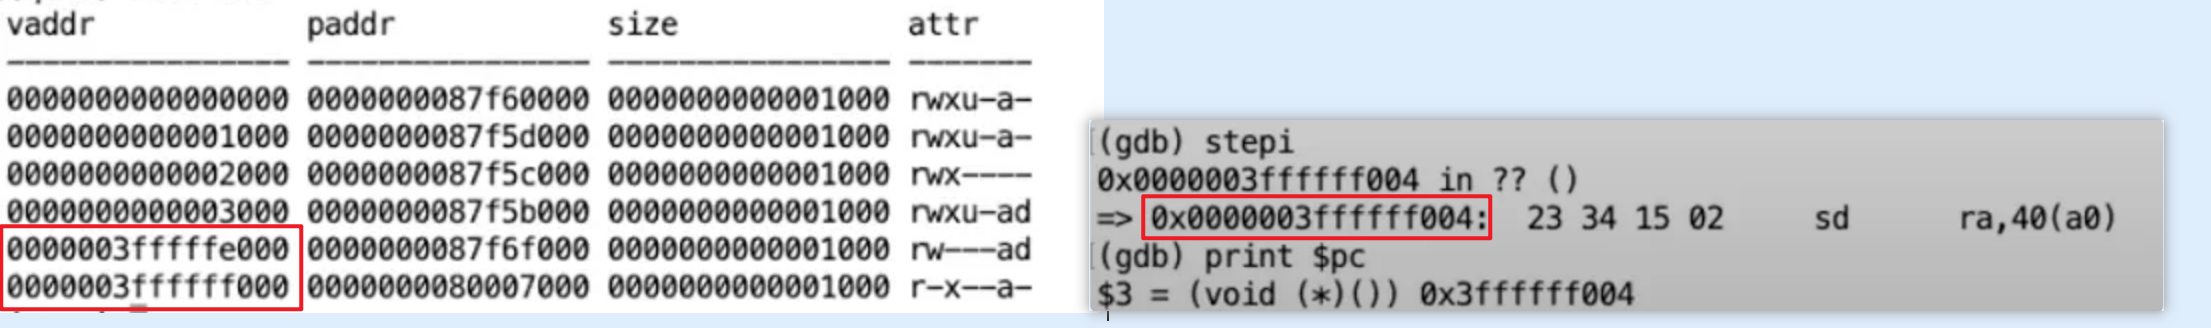 vaddr paddr size attr
---------------- ---------------- ---------------- -------
0000000000000000 0000000087f60000 0000000000001000 rwxu-a-
0000000000001000 0000000087f5d000 0000000000001000 rwxu-a-
0000000000002000 0000000087f5c000 0000000000001000 rwx----
0000000000003000 0000000087f5b000 0000000000001000 rwxu-ad
0000003fffffe000 0000000087f6f000 0000000000001000 rw---ad
0000003ffffff000 0000000080007000 0000000000001000 r-x--a-
(gdb) stepi
0x0000003ffffff004 in ?? ()
=> 0x0000003ffffff004: 23 34 15 02 sd ra,40(a0)
(gdb) print $pc
$3 = (void (*)()) 0x3ffffff004